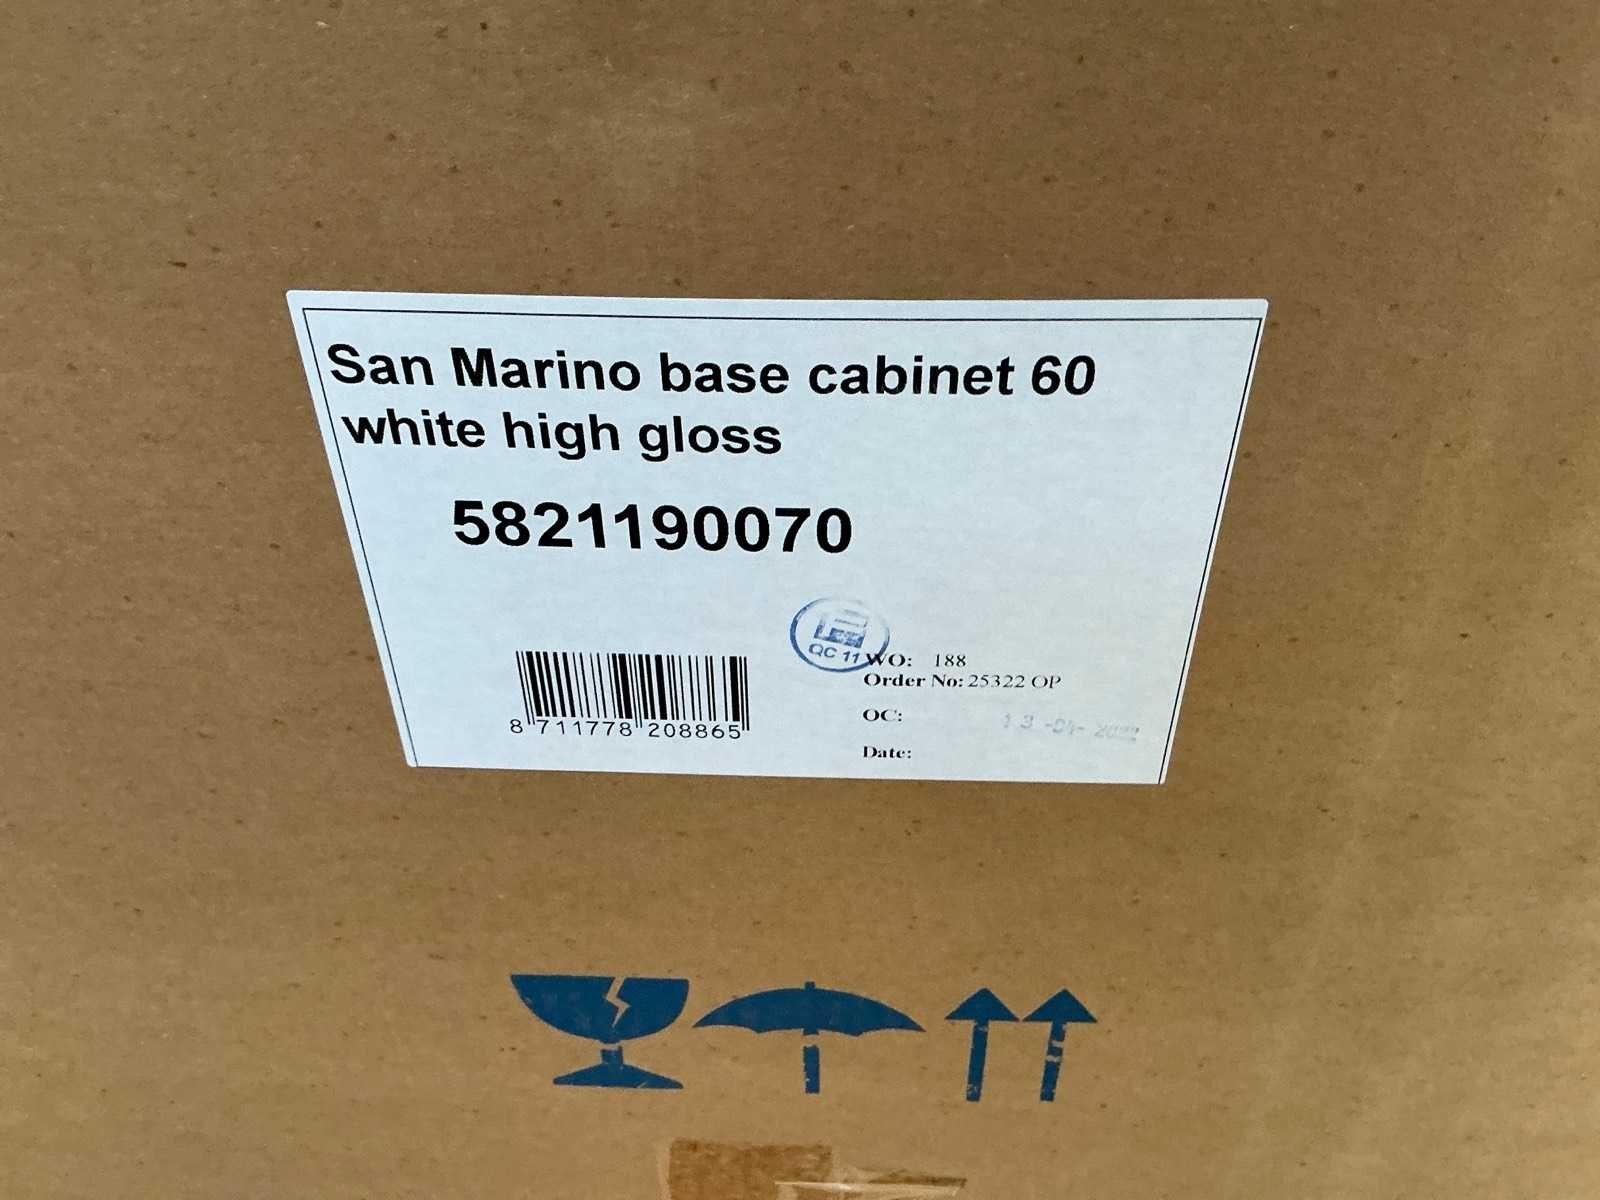 San Marino base cabinet 60
white high gloss
5821190070
QC 11
WO: 188
Order No: 25322 OP
OC:
Date:
8 711778 208865